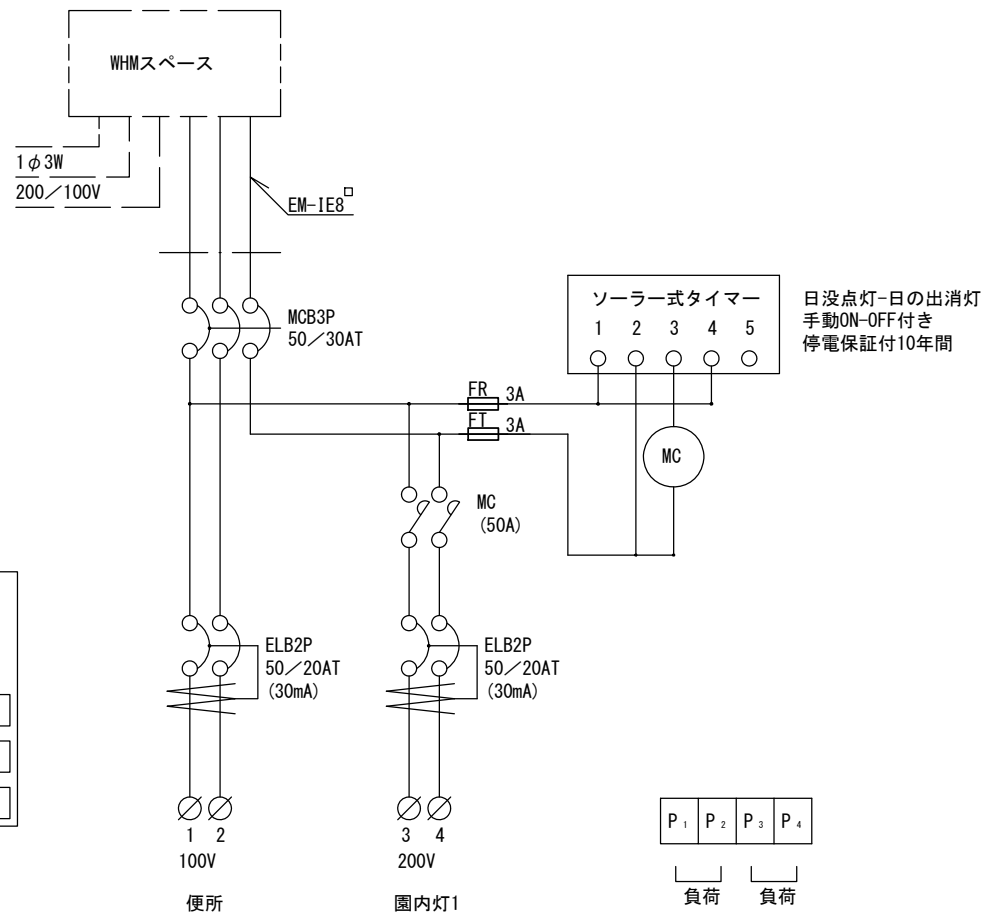 WHMスペース
1φ3W
200／100V
EM-IE8□
MCB3P
50／30AT
ソーラー式タイマー
1 2 3 4 5
日没点灯-日の出消灯
手動ON-OFF付き
停電保証付10年間
FR 3A
FT 3A
MC
MC
(50A)
ELB2P
50／20AT
(30mA)
ELB2P
50／20AT
(30mA)
1 2
100V
便所
3 4
200V
園内灯1
P1 P2 P3 P4
負荷 負荷